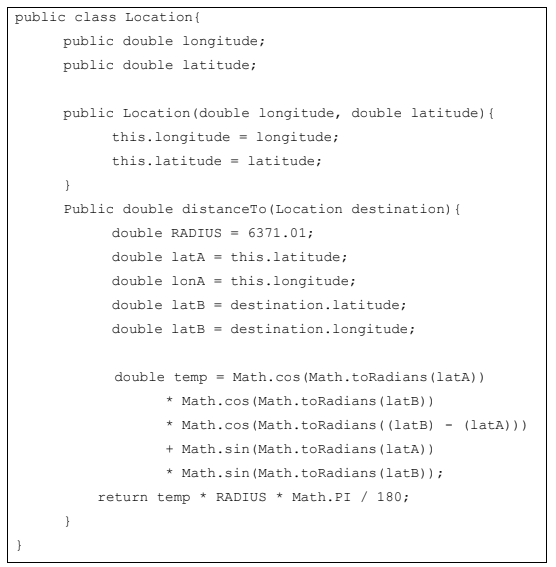 public class Location{
public double longitude;
public double latitude;
public Location(double longitude, double latitude){
this.longitude = longitude;
this.latitude = latitude;
}
Public double distanceTo(Location destination){
double RADIUS = 6371.01;
double latA = this.latitude;
double lonA = this.longitude;
double latB = destination.latitude;
double latB = destination.longitude;
double temp = Math.cos(Math.toRadians(latA))
* Math.cos(Math.toRadians(latB))
* Math.cos(Math.toRadians((latB) - (latA)))
+ Math.sin(Math.toRadians(latA))
* Math.sin(Math.toRadians(latB));
return temp * RADIUS * Math.PI / 180;
}
}